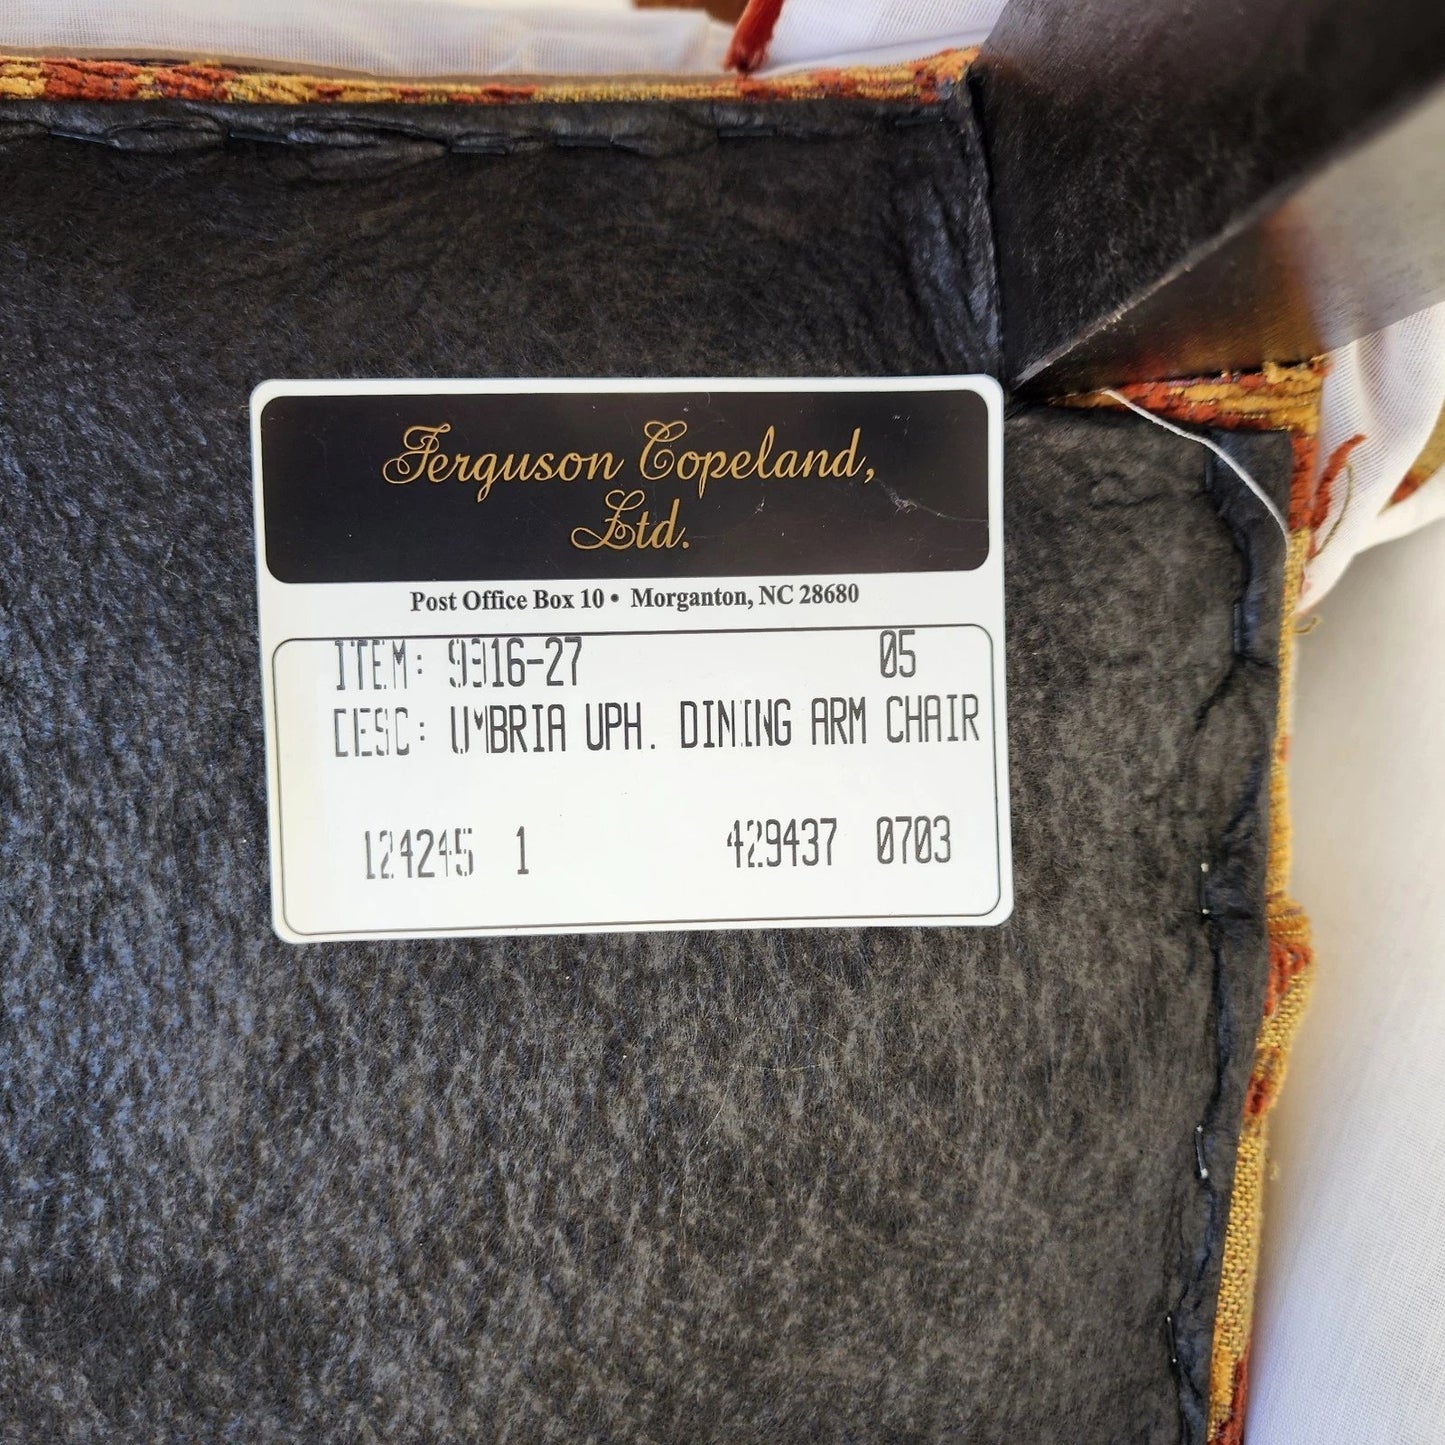 Ferguson Copeland,
Ltd.
Post Office Box 10 • Morganton, NC 28680
ITEM: 9316-27 05
DESC: UMBRIA UPH. DINING ARM CHAIR
124245 1 429437 0703